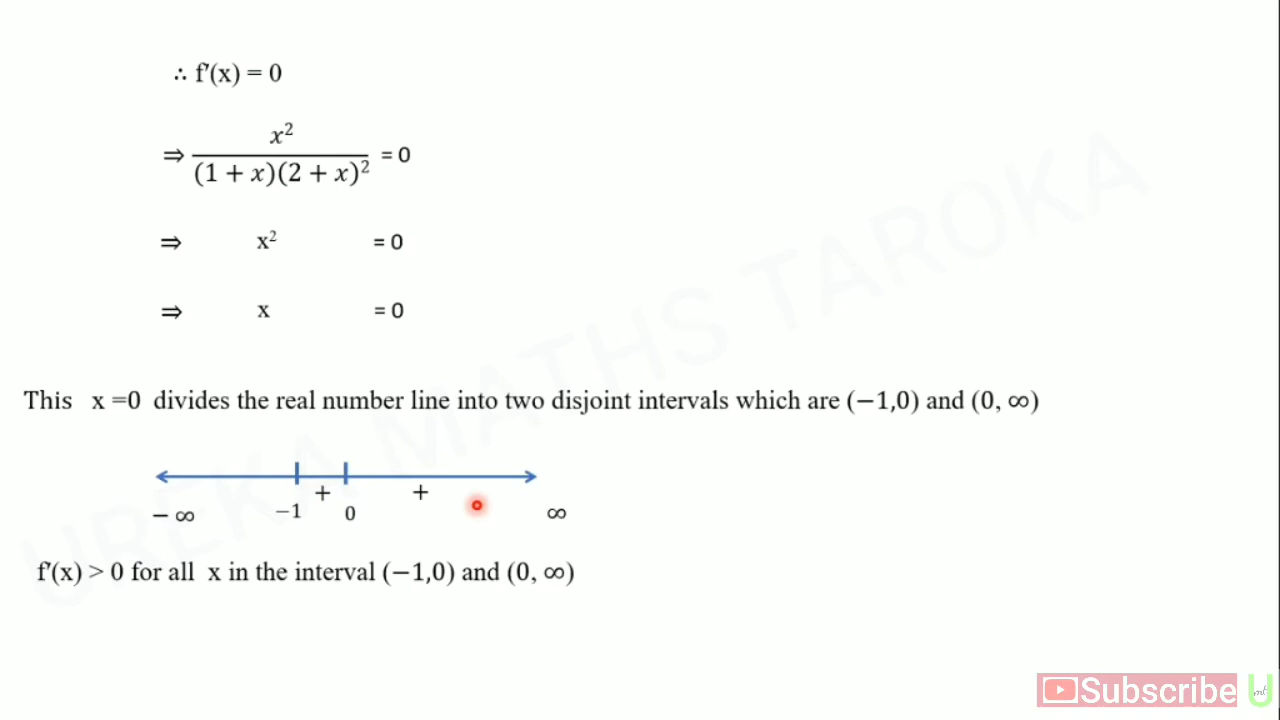 ∴ f'(x) = 0
⇒ x²/((1 + x)(2 + x)²) = 0
⇒ x² = 0
⇒ x = 0
This x =0 divides the real number line into two disjoint intervals which are (−1,0) and (0, ∞)
+ +
− ∞ −1 0 ∞
f'(x) > 0 for all x in the interval (−1,0) and (0, ∞)
UREKA MATHS TAROKA
Subscribe U mt